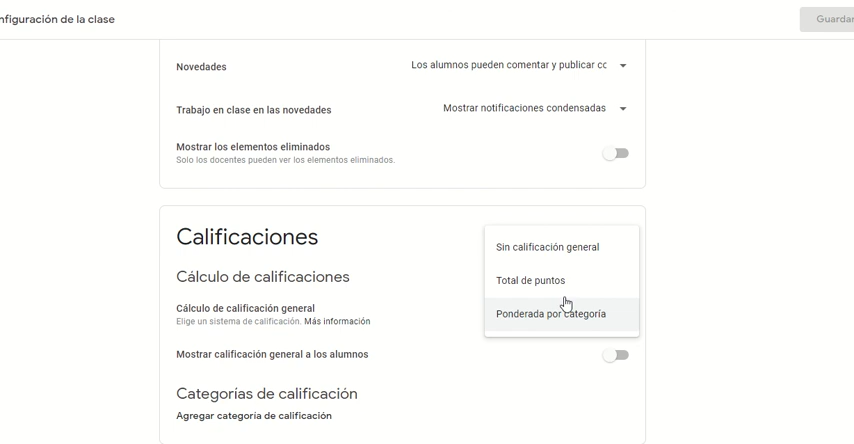 nfiguración de la clase
Guardar
Novedades
Los alumnos pueden comentar y publicar cc
Trabajo en clase en las novedades
Mostrar notificaciones condensadas
Mostrar los elementos eliminados
Solo los docentes pueden ver los elementos eliminados.
Calificaciones
Sin calificación general
Cálculo de calificaciones
Total de puntos
Cálculo de calificación general
Elige un sistema de calificación. Más información
Ponderada por categoría
Mostrar calificación general a los alumnos
Categorías de calificación
Agregar categoría de calificación